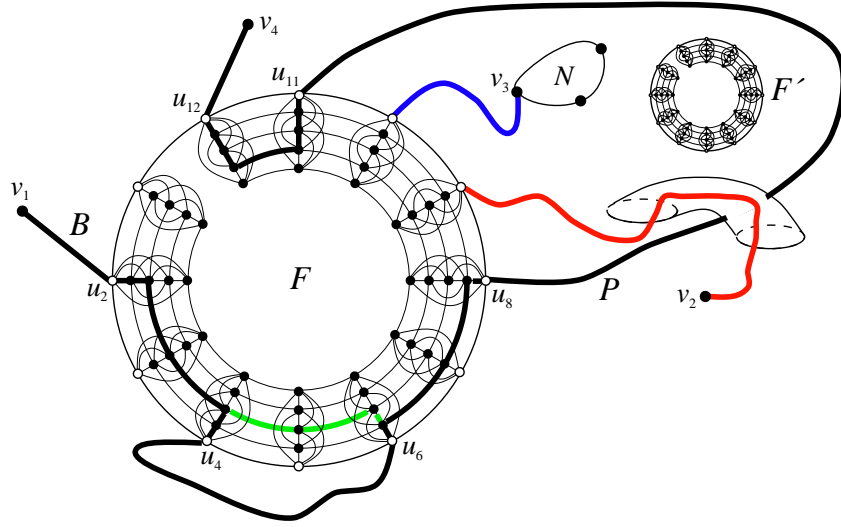 v₄
u₁₁
v₃
N
F′
u₁₂
v₁
B
F
u₂
u₈
P
v₂
u₄
u₆